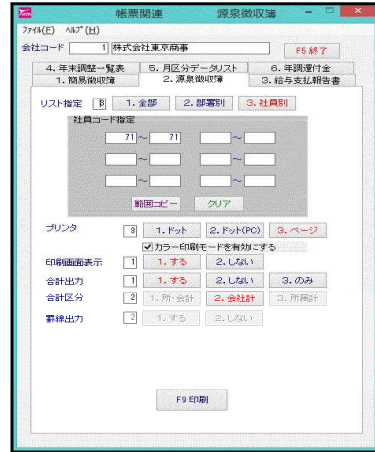 帳票関連　　源泉徴収簿
ファイル(F) ヘルプ(H)
会社コード 1 株式会社東京商事 F5 終了
4. 年末調整一覧表 5. 月区分データリスト 6. 年調還付金
1. 簡易徴収簿 2. 源泉徴収簿 3. 給与支払報告書
リスト指定 3 1. 全部 2. 部署別 3. 社員別
社員コード指定
71 ～ 71 ～
～ ～
～ ～
範囲コピー クリア
プリンタ 3 1. ドット 2. ドット(PC) 3. ページ
カラー印刷モードを有効にする
印刷画面表示 1 1. する 2. しない
合計出力 1 1. する 2. しない 3. のみ
合計区分 2 1. 所・会計 2. 会社計 3. 所属計
罫線出力 2 1. する 2. しない
F9 印刷